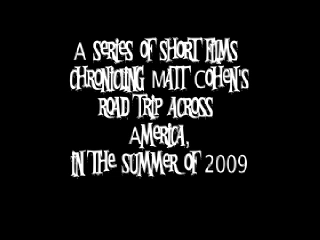 A series of short films
chronicling Matt Cohen's
road trip across
America,
in the summer of 2009